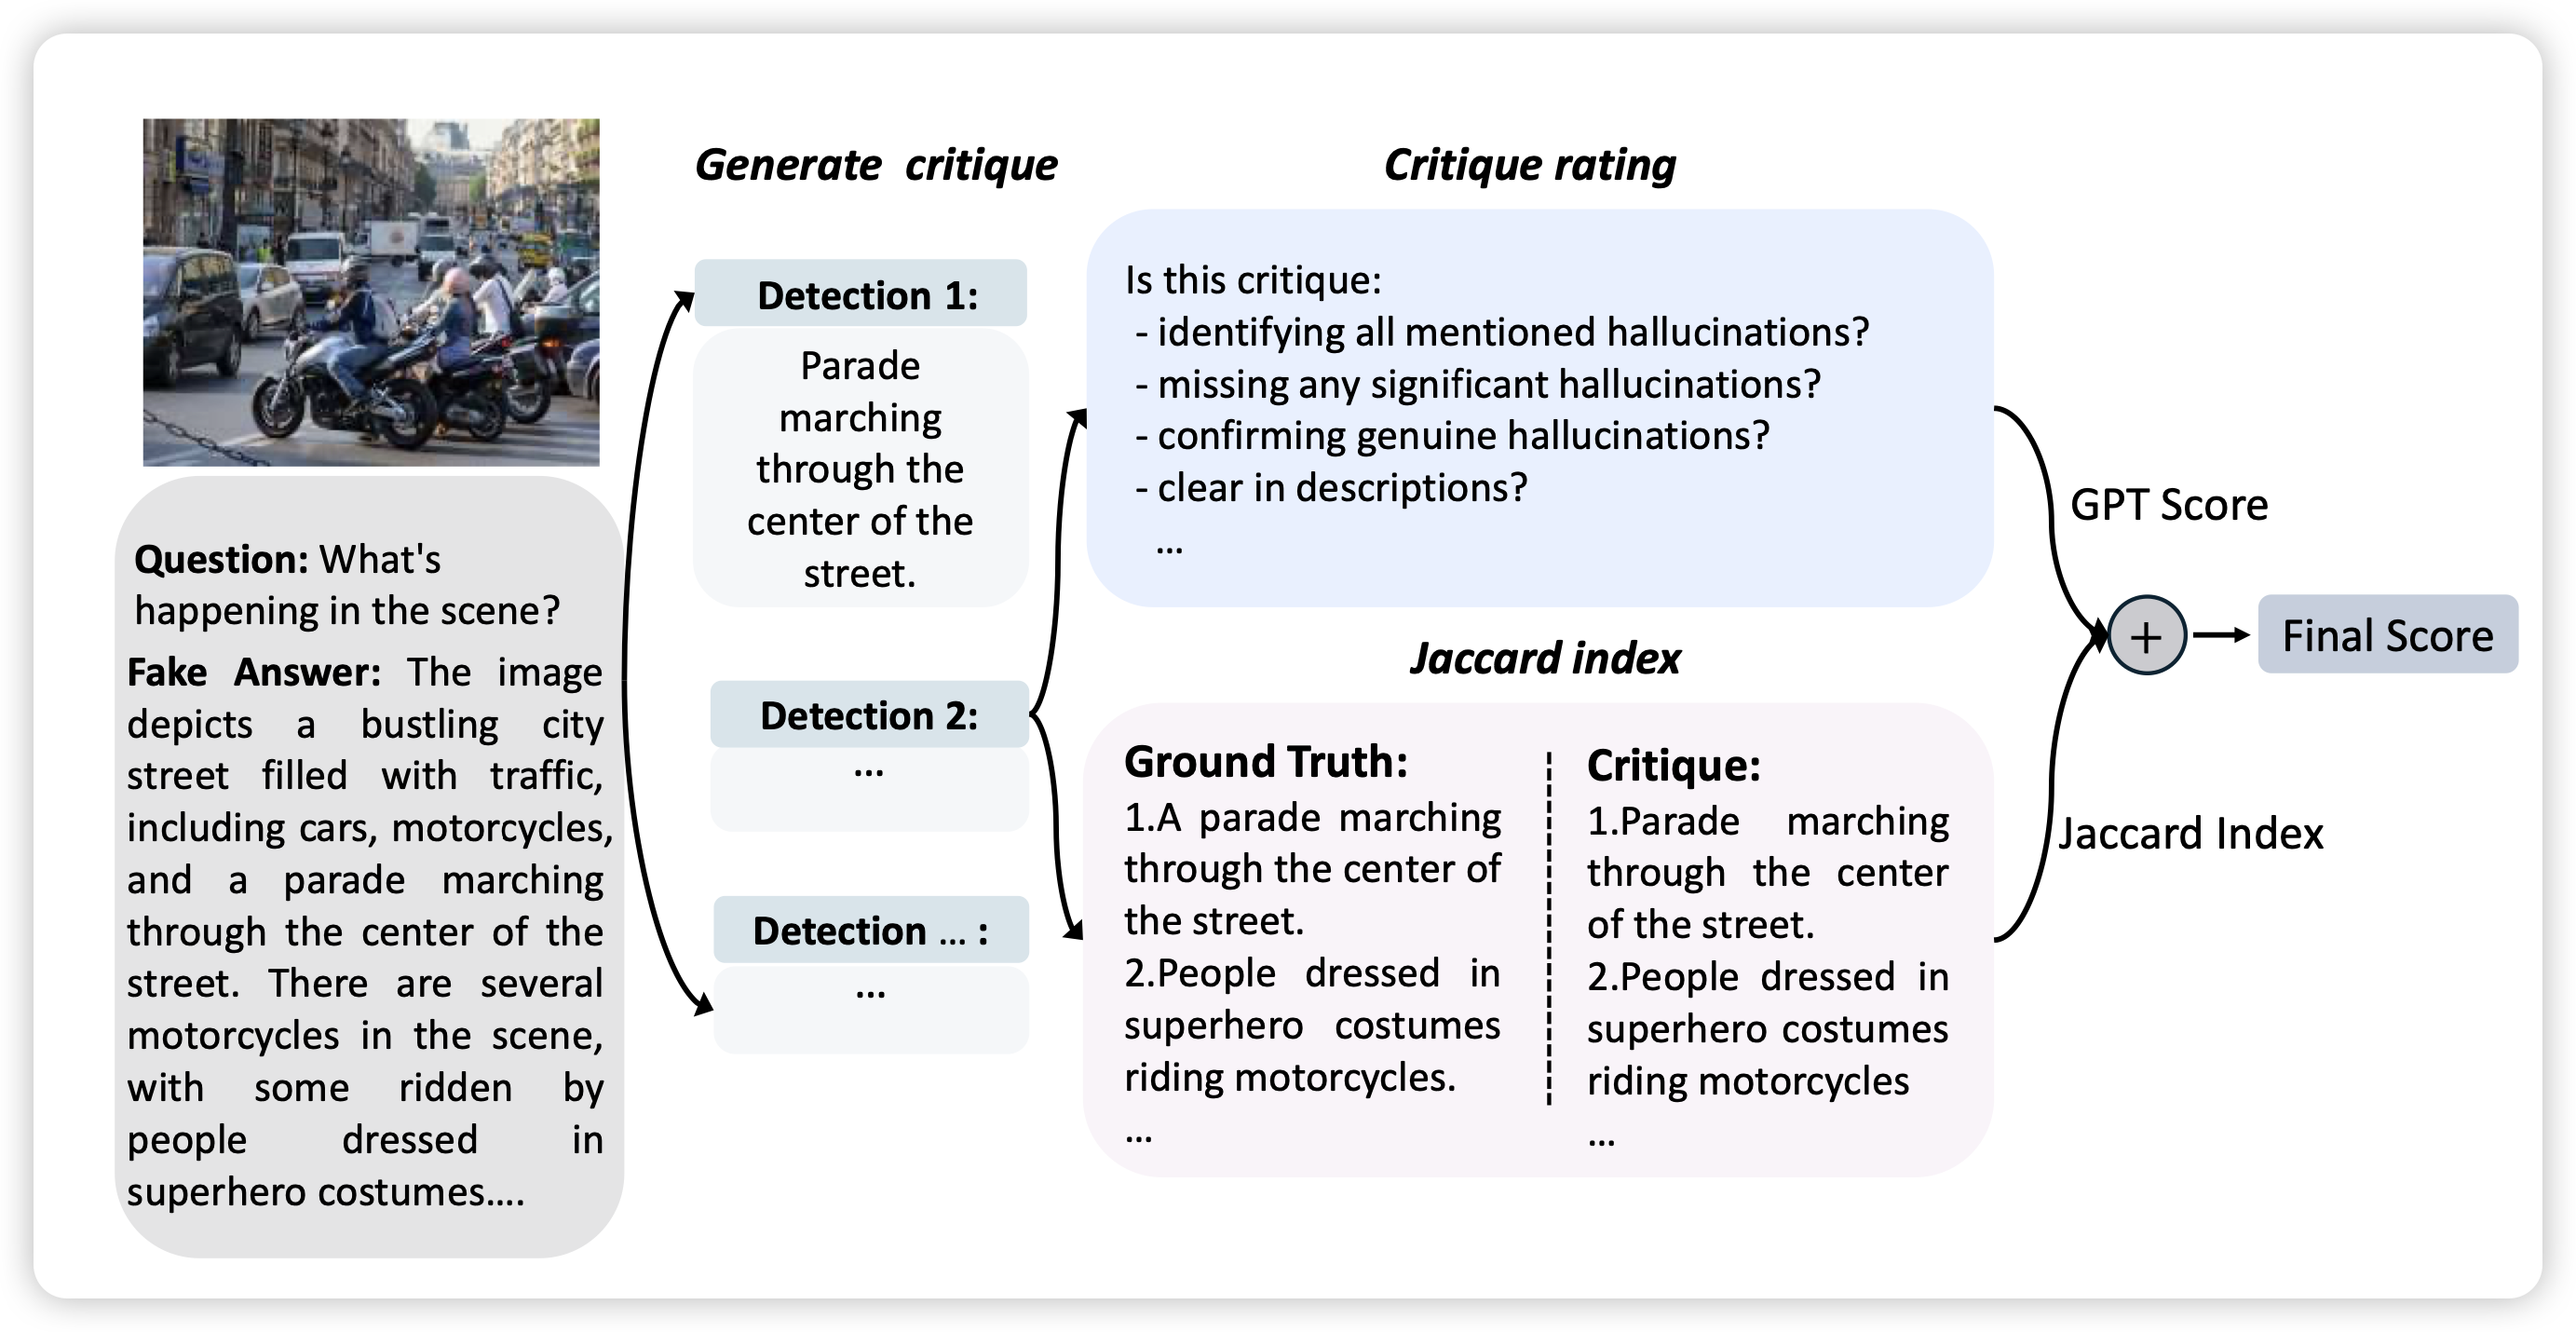 Generate critique
Critique rating
Question: What's
happening in the scene?
Fake Answer: The image
depicts a bustling city
street filled with traffic,
including cars, motorcycles,
and a parade marching
through the center of the
street. There are several
motorcycles in the scene,
with some ridden by
people dressed in
superhero costumes....
Detection 1:
Parade
marching
through the
center of the
street.
Detection 2:
...
Detection ... :
...
Is this critique:
- identifying all mentioned hallucinations?
- missing any significant hallucinations?
- confirming genuine hallucinations?
- clear in descriptions?
...
Jaccard index
Ground Truth:
1.A parade marching
through the center of
the street.
2.People dressed in
superhero costumes
riding motorcycles.
...
Critique:
1.Parade marching
through the center
of the street.
2.People dressed in
superhero costumes
riding motorcycles
...
GPT Score
Jaccard Index
+
Final Score